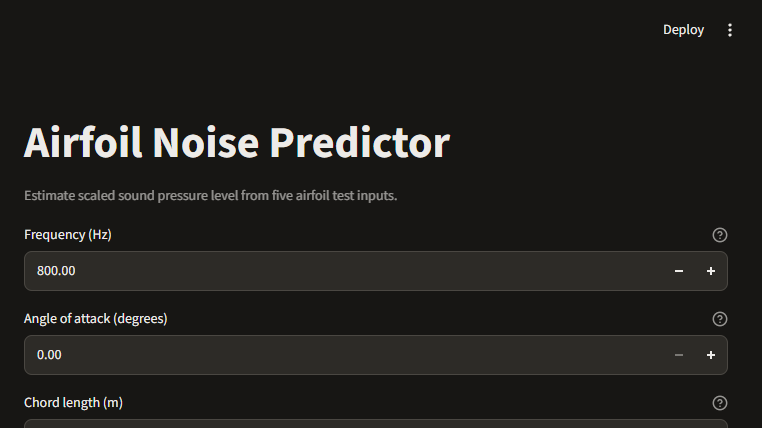 Deploy
Airfoil Noise Predictor
Estimate scaled sound pressure level from five airfoil test inputs.
Frequency (Hz)
800.00
Angle of attack (degrees)
0.00
Chord length (m)